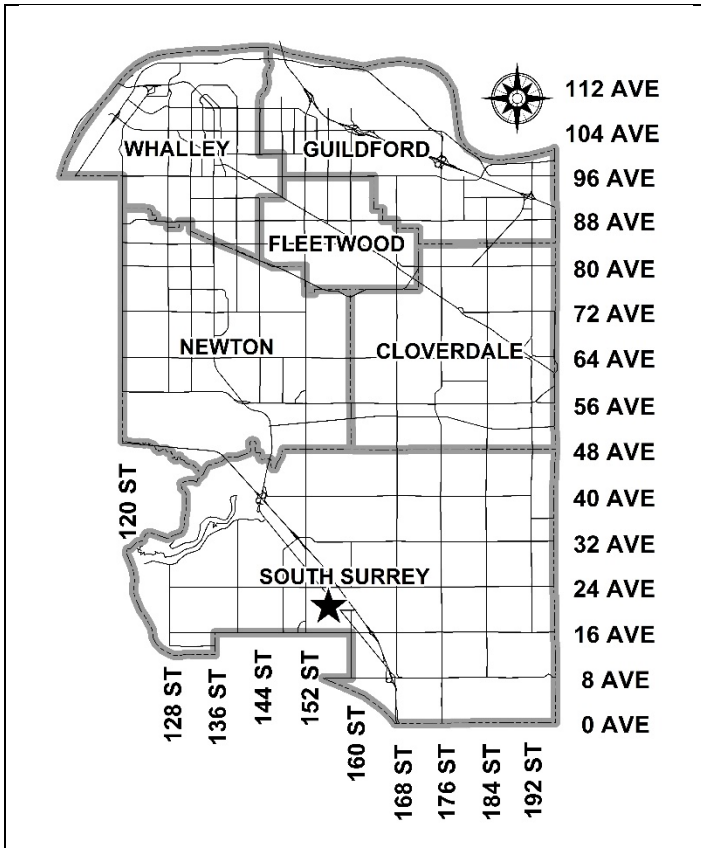 112 AVE
104 AVE
WHALLEY
GUILDFORD
96 AVE
88 AVE
FLEETWOOD
80 AVE
72 AVE
NEWTON
CLOVERDALE
64 AVE
56 AVE
48 AVE
120 ST
40 AVE
32 AVE
SOUTH SURREY
24 AVE
16 AVE
128 ST
136 ST
144 ST
152 ST
8 AVE
160 ST
0 AVE
168 ST
176 ST
184 ST
192 ST